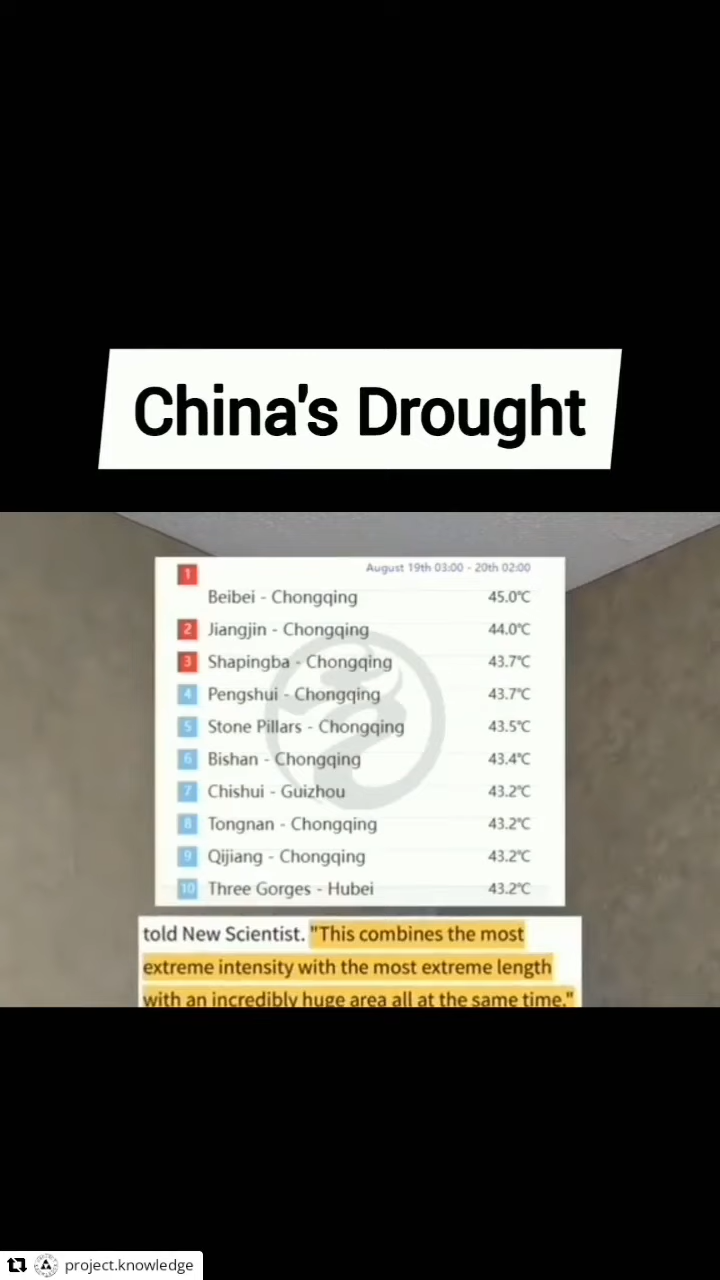 China's Drought
August 19th 03:00 - 20th 02:00
1
Beibei - Chongqing 45.0℃
2 Jiangjin - Chongqing 44.0℃
3 Shapingba - Chongqing 43.7℃
4 Pengshui - Chongqing 43.7℃
5 Stone Pillars - Chongqing 43.5℃
6 Bishan - Chongqing 43.4℃
7 Chishui - Guizhou 43.2℃
8 Tongnan - Chongqing 43.2℃
9 Qijiang - Chongqing 43.2℃
10 Three Gorges - Hubei 43.2℃
told New Scientist. "This combines the most
extreme intensity with the most extreme length
with an incredibly huge area all at the same time."
project.knowledge